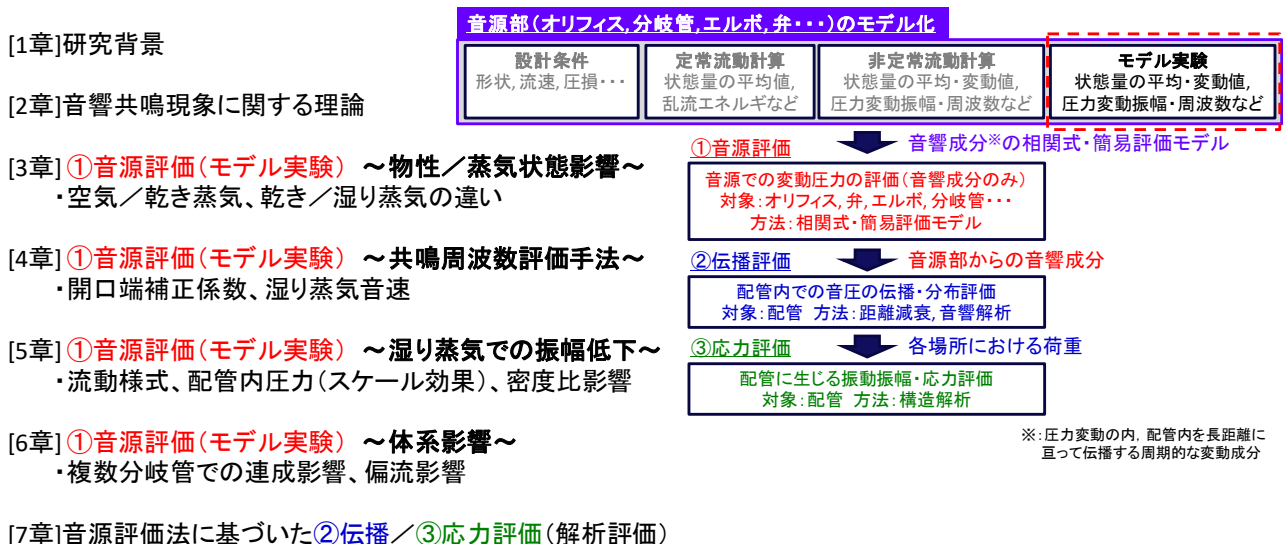 [1章]研究背景
[2章]音響共鳴現象に関する理論
[3章]①音源評価(モデル実験) ～物性／蒸気状態影響～
・空気／乾き蒸気、乾き／湿り蒸気の違い
[4章]①音源評価(モデル実験) ～共鳴周波数評価手法～
・開口端補正係数、湿り蒸気音速
[5章]①音源評価(モデル実験) ～湿り蒸気での振幅低下～
・流動様式、配管内圧力(スケール効果)、密度比影響
[6章]①音源評価(モデル実験) ～体系影響～
・複数分岐管での連成影響、偏流影響
[7章]音源評価法に基づいた②伝播／③応力評価(解析評価)
音源部(オリフィス,分岐管,エルボ,弁・・・)のモデル化
設計条件
形状,流速,圧損・・・
定常流動計算
状態量の平均値,
乱流エネルギなど
非定常流動計算
状態量の平均・変動値,
圧力変動振幅・周波数など
モデル実験
状態量の平均・変動値,
圧力変動振幅・周波数など
①音源評価
音響成分※の相関式・簡易評価モデル
音源での変動圧力の評価(音響成分のみ)
対象:オリフィス,弁,エルボ,分岐管・・・
方法:相関式・簡易評価モデル
②伝播評価
音源部からの音響成分
配管内での音圧の伝播・分布評価
対象:配管 方法:距離減衰,音響解析
③応力評価
各場所における荷重
配管に生じる振動振幅・応力評価
対象:配管 方法:構造解析
※:圧力変動の内,配管内を長距離に
亘って伝播する周期的な変動成分